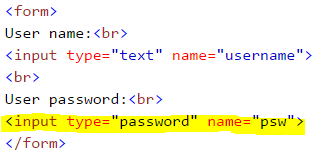 <form>
User name:<br>
<input type="text" name="username">
<br>
User password:<br>
<input type="password" name="psw">
</form>